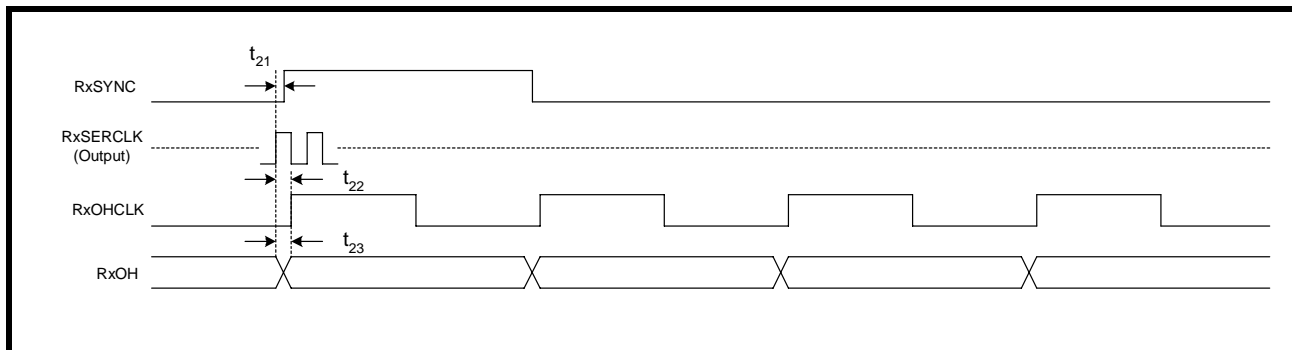 t21
RxSYNC
RxSERCLK
(Output)
t22
RxOHCLK
t23
RxOH